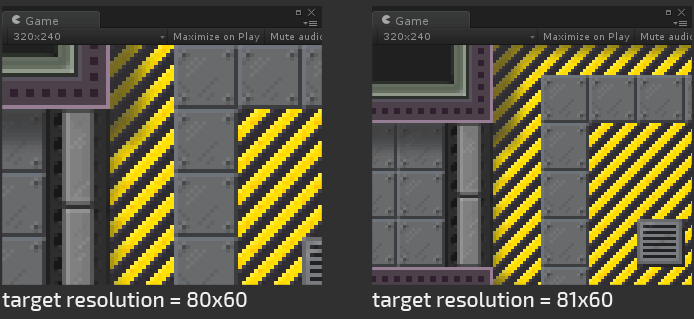 Game
320x240 Maximize on Play Mute audi
target resolution = 80x60
Game
320x240 Maximize on Play Mute audio
target resolution = 81x60